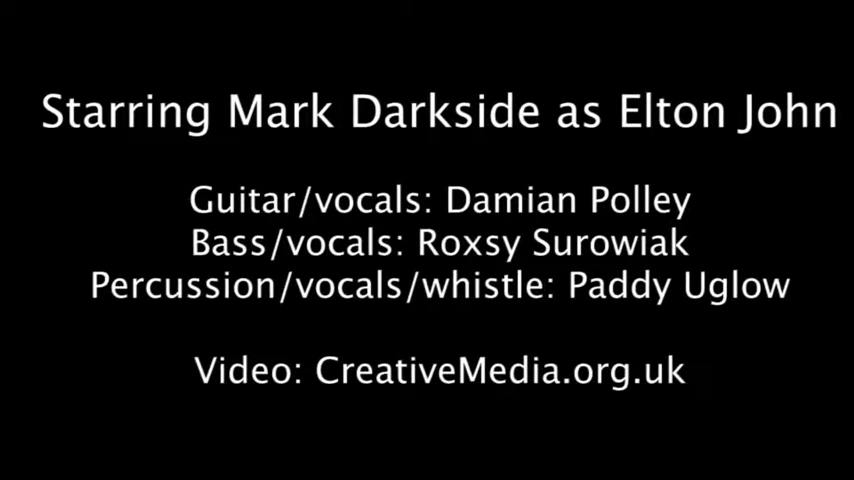 Starring Mark Darkside as Elton John
Guitar/vocals: Damian Polley
Bass/vocals: Roxsy Surowiak
Percussion/vocals/whistle: Paddy Uglow
Video: CreativeMedia.org.uk